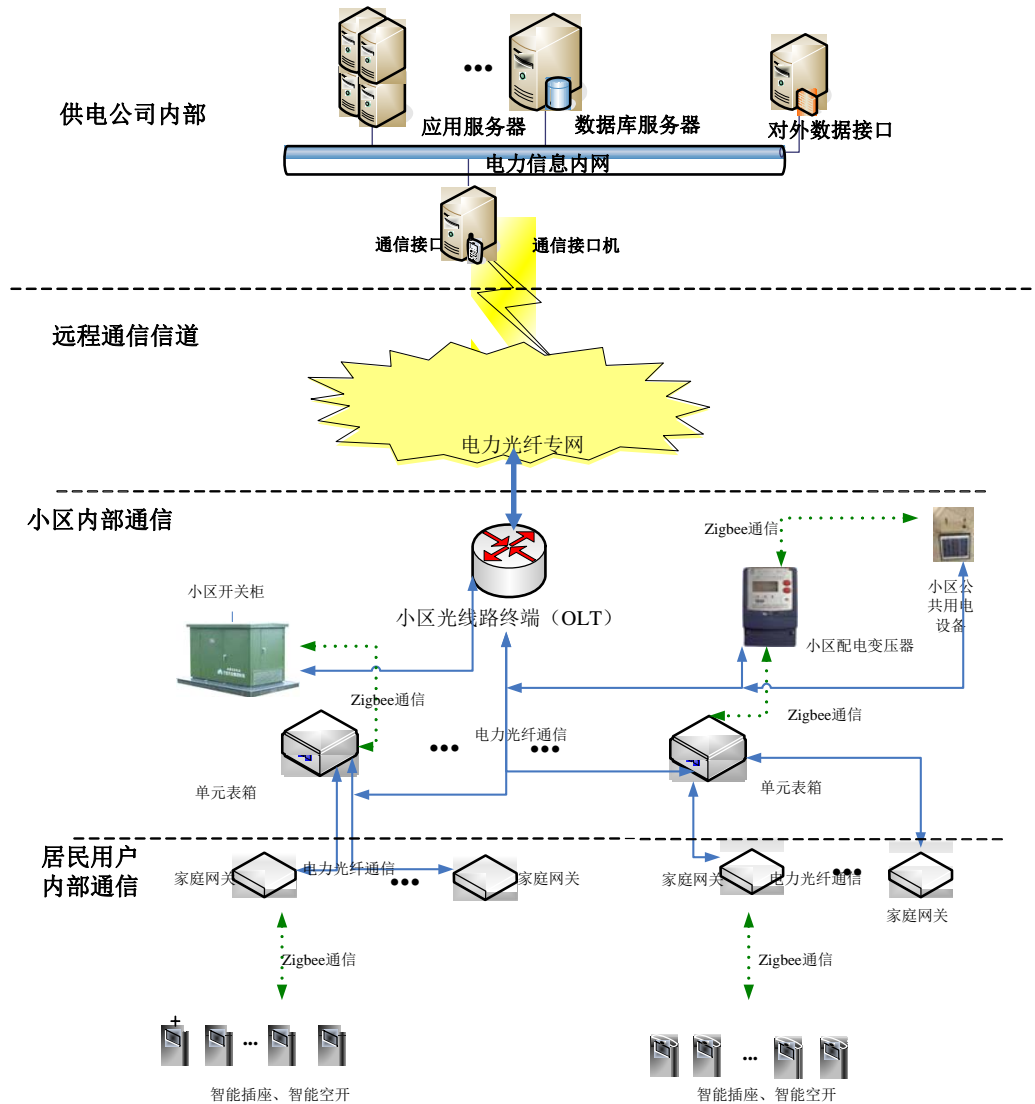 供电公司内部
应用服务器
数据库服务器
对外数据接口
电力信息内网
通信接口
通信接口机
远程通信信道
电力光纤专网
小区内部通信
Zigbee通信
小区开关柜
小区公
共用电
设备
小区光线路终端（OLT）
小区配电变压器
Zigbee通信
Zigbee通信
电力光纤通信
单元表箱
单元表箱
居民用户
内部通信
家庭网关
电力光纤通信
家庭网关
家庭网关
电力光纤通信
家庭网关
Zigbee通信
Zigbee通信
智能插座、智能空开
智能插座、智能空开